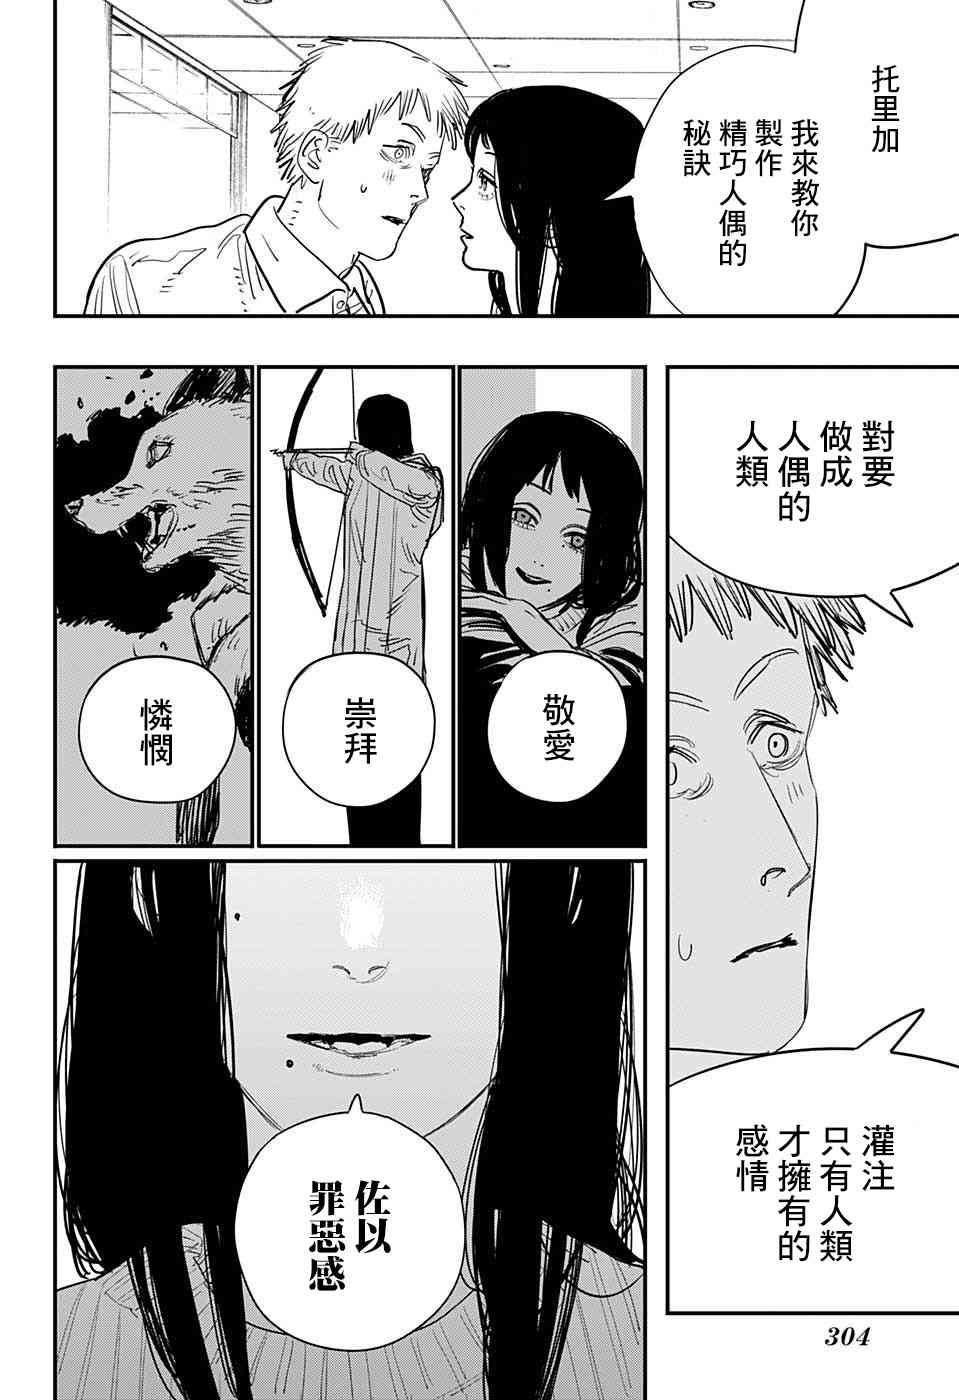 托里加
我來教你
製作
精巧人偶的
秘訣
對要
做成
人偶的
人類
灌注
只有人類
才擁有的
感情
敬愛
崇拜
憐憫
佐以
罪惡感
304